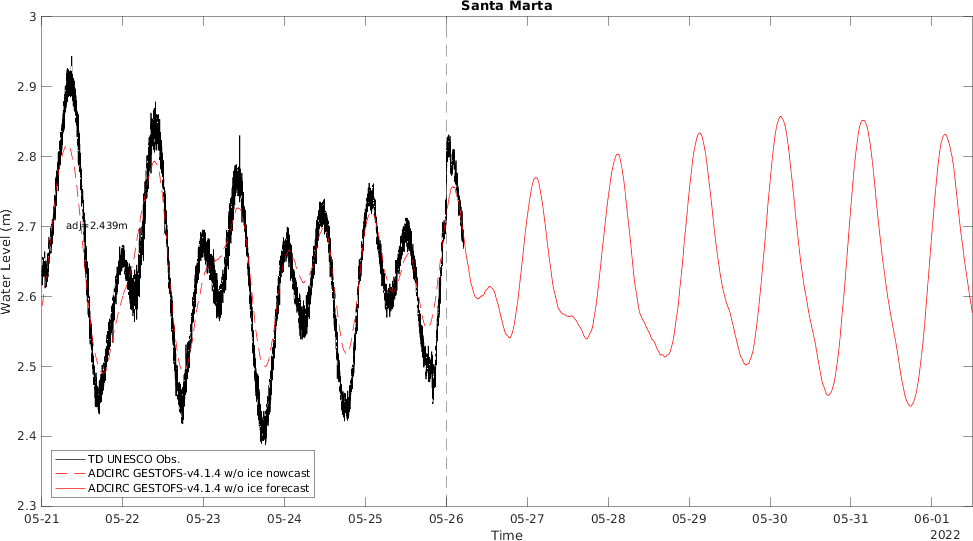 Santa Marta
Water Level (m)
3
2.9
2.8
2.7
2.6
2.5
2.4
2.3
adj=2.439m
TD UNESCO Obs.
ADCIRC GESTOFS-v4.1.4 w/o ice nowcast
ADCIRC GESTOFS-v4.1.4 w/o ice forecast
05-21 05-22 05-23 05-24 05-25 05-26 05-27 05-28 05-29 05-30 05-31 06-01
Time
2022